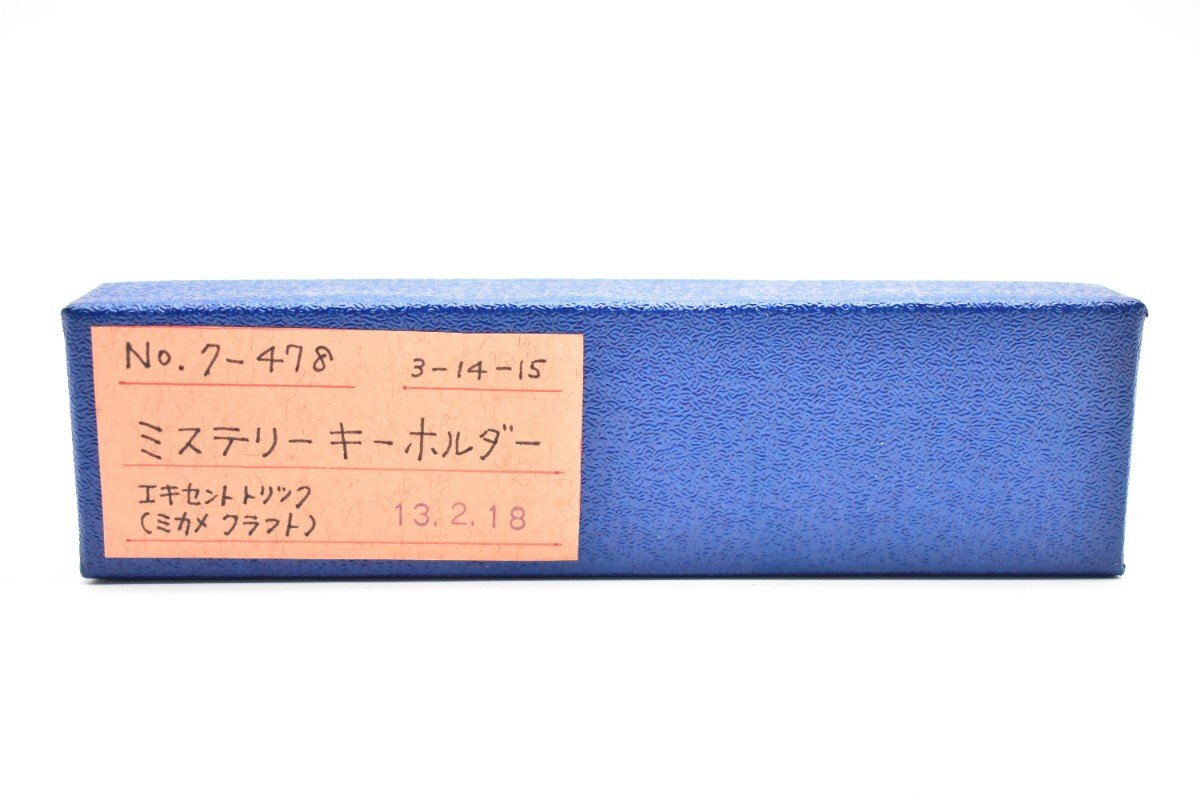 No. 7-478 3-14-15
ミステリーキーホルダー
エキセントトリック
(ミカメ クラフト) 13.2.18